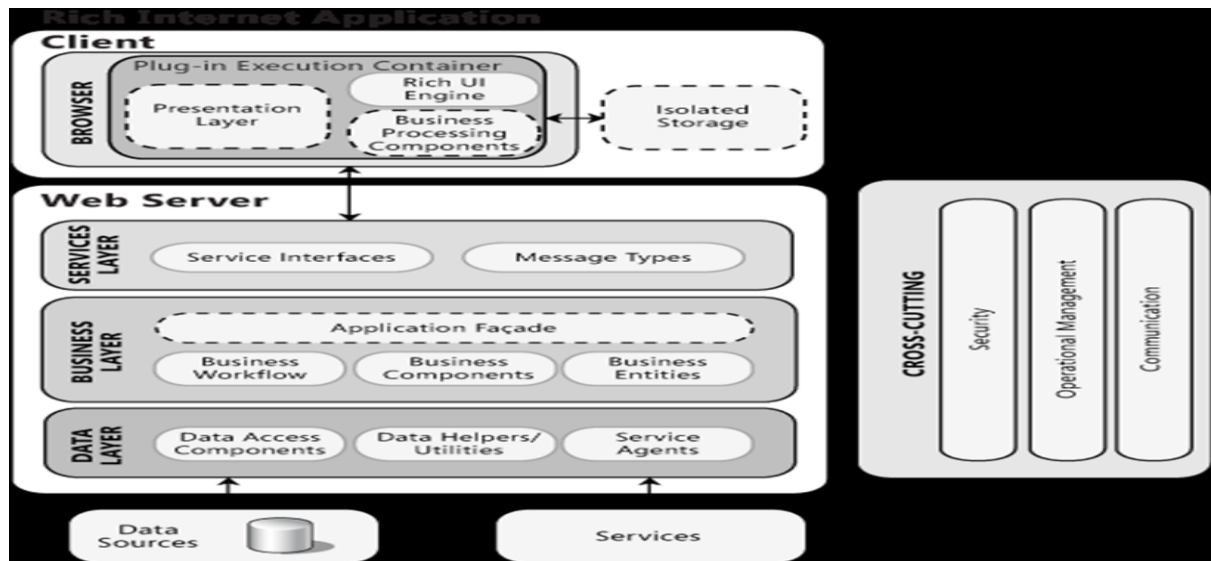 Rich Internet Application
Client
BROWSER
Plug-in Execution Container
Presentation
Layer
Rich UI
Engine
Business
Processing
Components
Isolated
Storage
Web Server
SERVICES
LAYER
Service Interfaces
Message Types
BUSINESS
LAYER
Application Façade
Business
Workflow
Business
Components
Business
Entities
DATA
LAYER
Data Access
Components
Data Helpers/
Utilities
Service
Agents
Data
Sources
Services
CROSS-CUTTING
Security
Operational Management
Communication